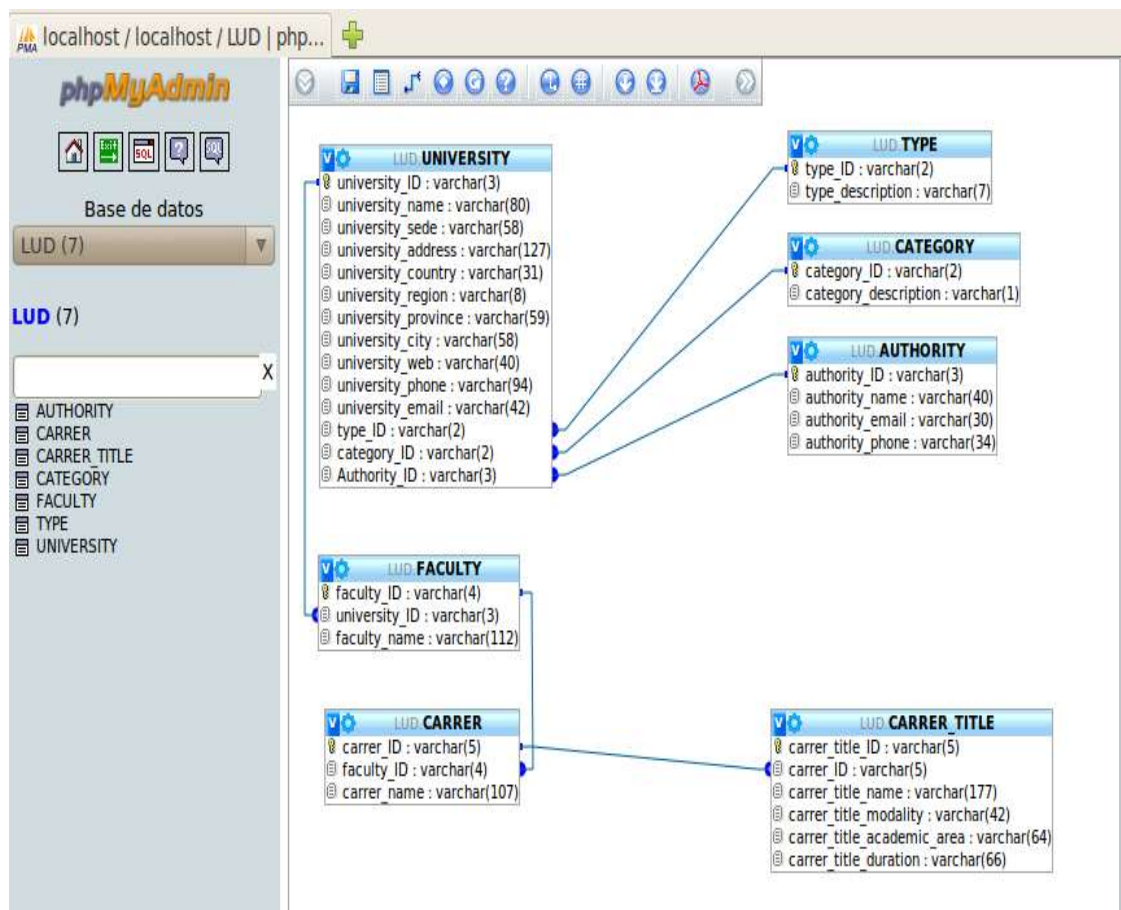 localhost / localhost / LUD | php...
PMA
phpMyAdmin
Exit
SQL
?
SQL
Base de datos
LUD (7)
LUD (7)
X
AUTHORITY
CARRER
CARRER_TITLE
CATEGORY
FACULTY
TYPE
UNIVERSITY
V LUD.UNIVERSITY
university_ID : varchar(3)
university_name : varchar(80)
university_sede : varchar(58)
university_address : varchar(127)
university_country : varchar(31)
university_region : varchar(8)
university_province : varchar(59)
university_city : varchar(58)
university_web : varchar(40)
university_phone : varchar(94)
university_email : varchar(42)
type_ID : varchar(2)
category_ID : varchar(2)
Authority_ID : varchar(3)
V LUD.TYPE
type_ID : varchar(2)
type_description : varchar(7)
V LUD.CATEGORY
category_ID : varchar(2)
category_description : varchar(1)
V LUD.AUTHORITY
authority_ID : varchar(3)
authority_name : varchar(40)
authority_email : varchar(30)
authority_phone : varchar(34)
V LUD.FACULTY
faculty_ID : varchar(4)
university_ID : varchar(3)
faculty_name : varchar(112)
V LUD.CARRER
carrer_ID : varchar(5)
faculty_ID : varchar(4)
carrer_name : varchar(107)
V LUD.CARRER_TITLE
carrer_title_ID : varchar(5)
carrer_ID : varchar(5)
carrer_title_name : varchar(177)
carrer_title_modality : varchar(42)
carrer_title_academic_area : varchar(64)
carrer_title_duration : varchar(66)